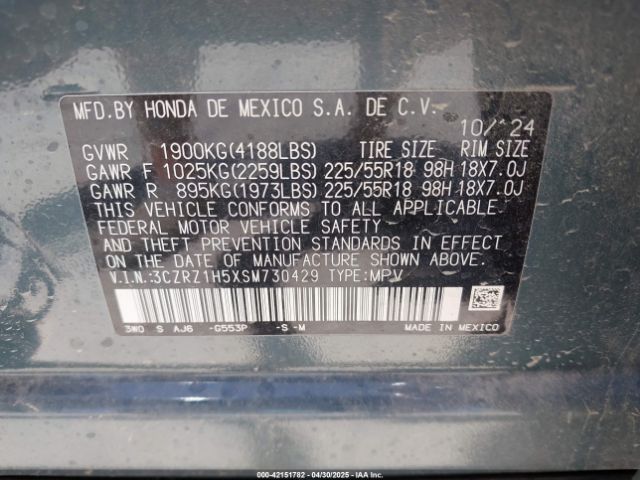 MFD.BY HONDA DE MEXICO S.A. DE C.V.
10/'24
GVWR 1900KG(4188LBS) TIRE SIZE RIM SIZE
GAWR F 1025KG(2259LBS) 225/55R18 98H 18X7.0J
GAWR R 895KG(1973LBS) 225/55R18 98H 18X7.0J
THIS VEHICLE CONFORMS TO ALL APPLICABLE
FEDERAL MOTOR VEHICLE SAFETY
AND THEFT PREVENTION STANDARDS IN EFFECT
ON THE DATE OF MANUFACTURE SHOWN ABOVE.
V.I.N.:3CZRZ1H5XSM730429 TYPE:MPV
3W0 S AJ6 -G553P -S-M MADE IN MEXICO
000-42151782 - 04/30/2025 - IAA Inc.